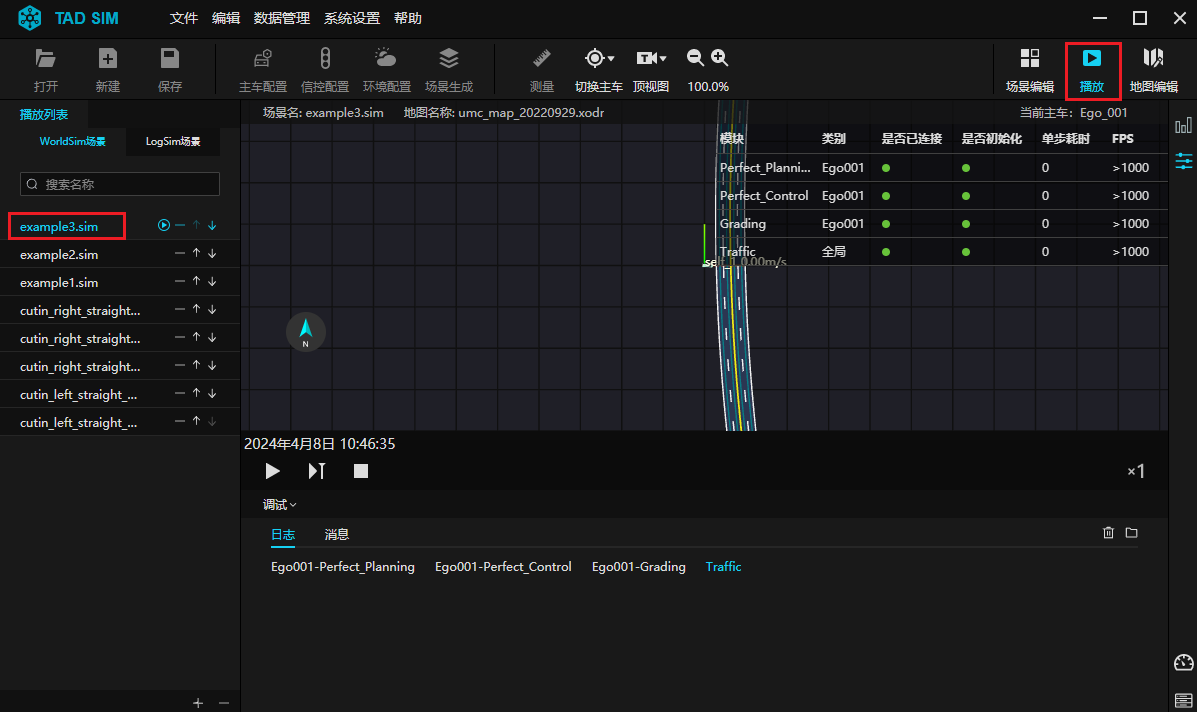 TAD SIM 文件 编辑 数据管理 系统设置 帮助
打开 新建 保存 主车配置 信控配置 环境配置 场景生成 测量 切换主车 顶视图 100.0% 场景编辑 播放 地图编辑
播放列表
场景名: example3.sim 地图名称: umc_map_20220929.xodr 当前主车： Ego_001
WorldSim场景 LogSim场景
搜索名称
模块 类别 是否已连接 是否初始化 单步耗时 FPS
Perfect_Planni... Ego001 0 >1000
Perfect_Control Ego001 0 >1000
Grading Ego001 0 >1000
Traffic 全局 0 >1000
self_1 0.00m/s
example3.sim
example2.sim
example1.sim
cutin_right_straight...
cutin_right_straight...
cutin_right_straight...
cutin_left_straight_...
cutin_left_straight_...
N
2024年4月8日 10:46:35
×1
调试
日志 消息
Ego001-Perfect_Planning Ego001-Perfect_Control Ego001-Grading Traffic